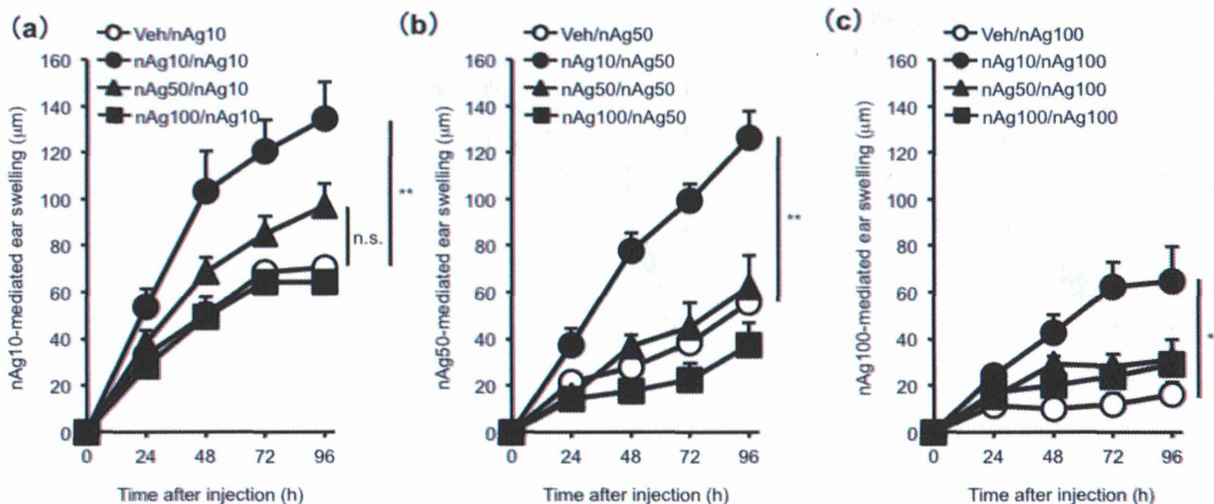 (a)
Veh/nAg10
nAg10/nAg10
nAg50/nAg10
nAg100/nAg10
nAg10-mediated ear swelling (μm)
160
140
120
100
80
60
40
20
0
**
n.s.
0 24 48 72 96
Time after injection (h)
(b)
Veh/nAg50
nAg10/nAg50
nAg50/nAg50
nAg100/nAg50
nAg50-mediated ear swelling (μm)
160
140
120
100
80
60
40
20
0
**
0 24 48 72 96
Time after injection (h)
(c)
Veh/nAg100
nAg10/nAg100
nAg50/nAg100
nAg100/nAg100
nAg100-mediated ear swelling (μm)
160
140
120
100
80
60
40
20
0
*
0 24 48 72 96
Time after injection (h)